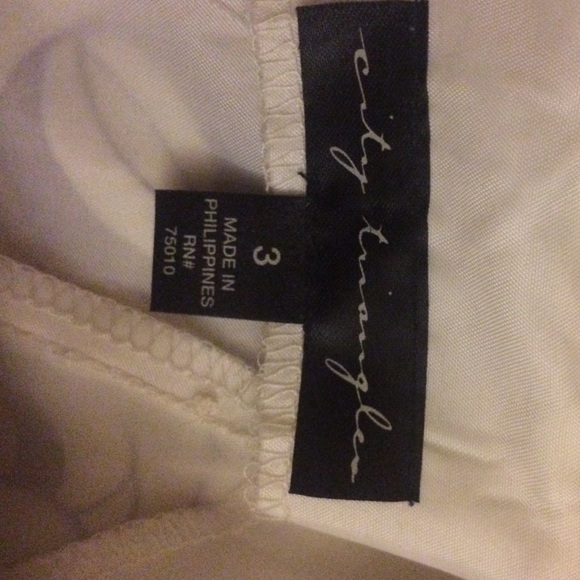 city triangles
3
MADE IN
PHILIPPINES
RN#
75010